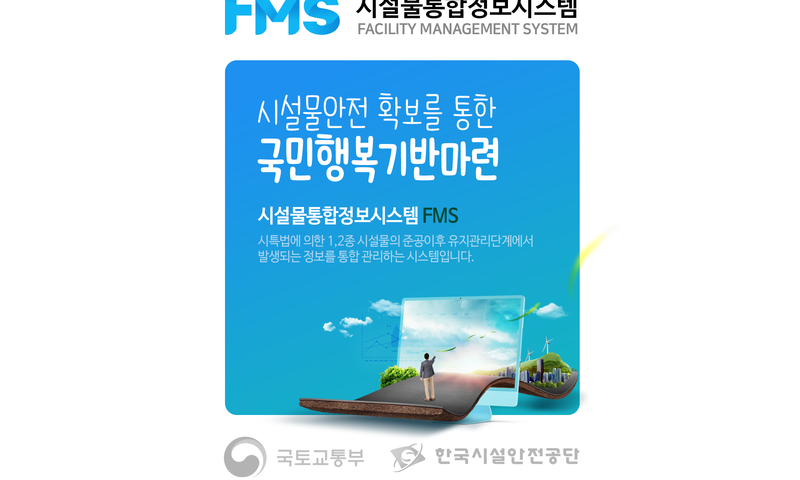 FMS 시설물통합정보시스템
FACILITY MANAGEMENT SYSTEM
시설물안전 확보를 통한
국민행복기반마련
시설물통합정보시스템 FMS
시특법에 의한 1,2종 시설물의 준공이후 유지관리단계에서
발생되는 정보를 통합 관리하는 시스템입니다.
국토교통부 한국시설안전공단